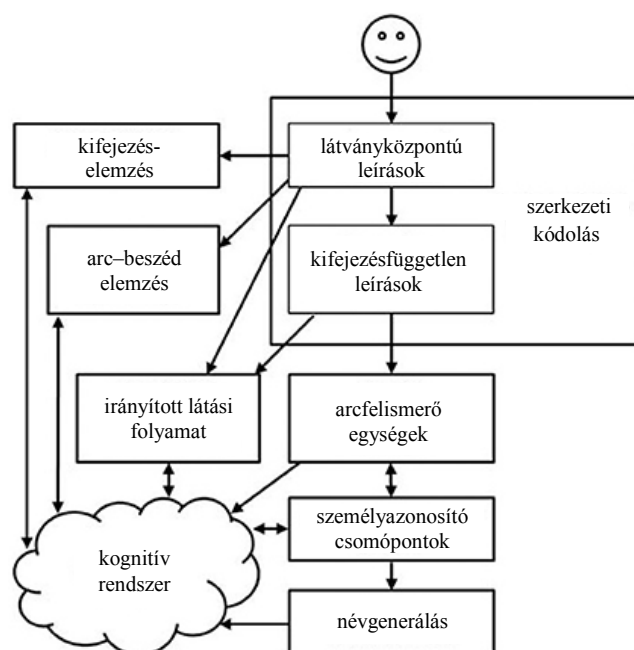 kifejezés-
elemzés
látványközpontú
leírások
szerkezeti
kódolás
arc–beszéd
elemzés
kifejezésfüggetlen
leírások
irányított látási
folyamat
arcfelismerő
egységek
személyazonosító
csomópontok
kognitív
rendszer
névgenerálás